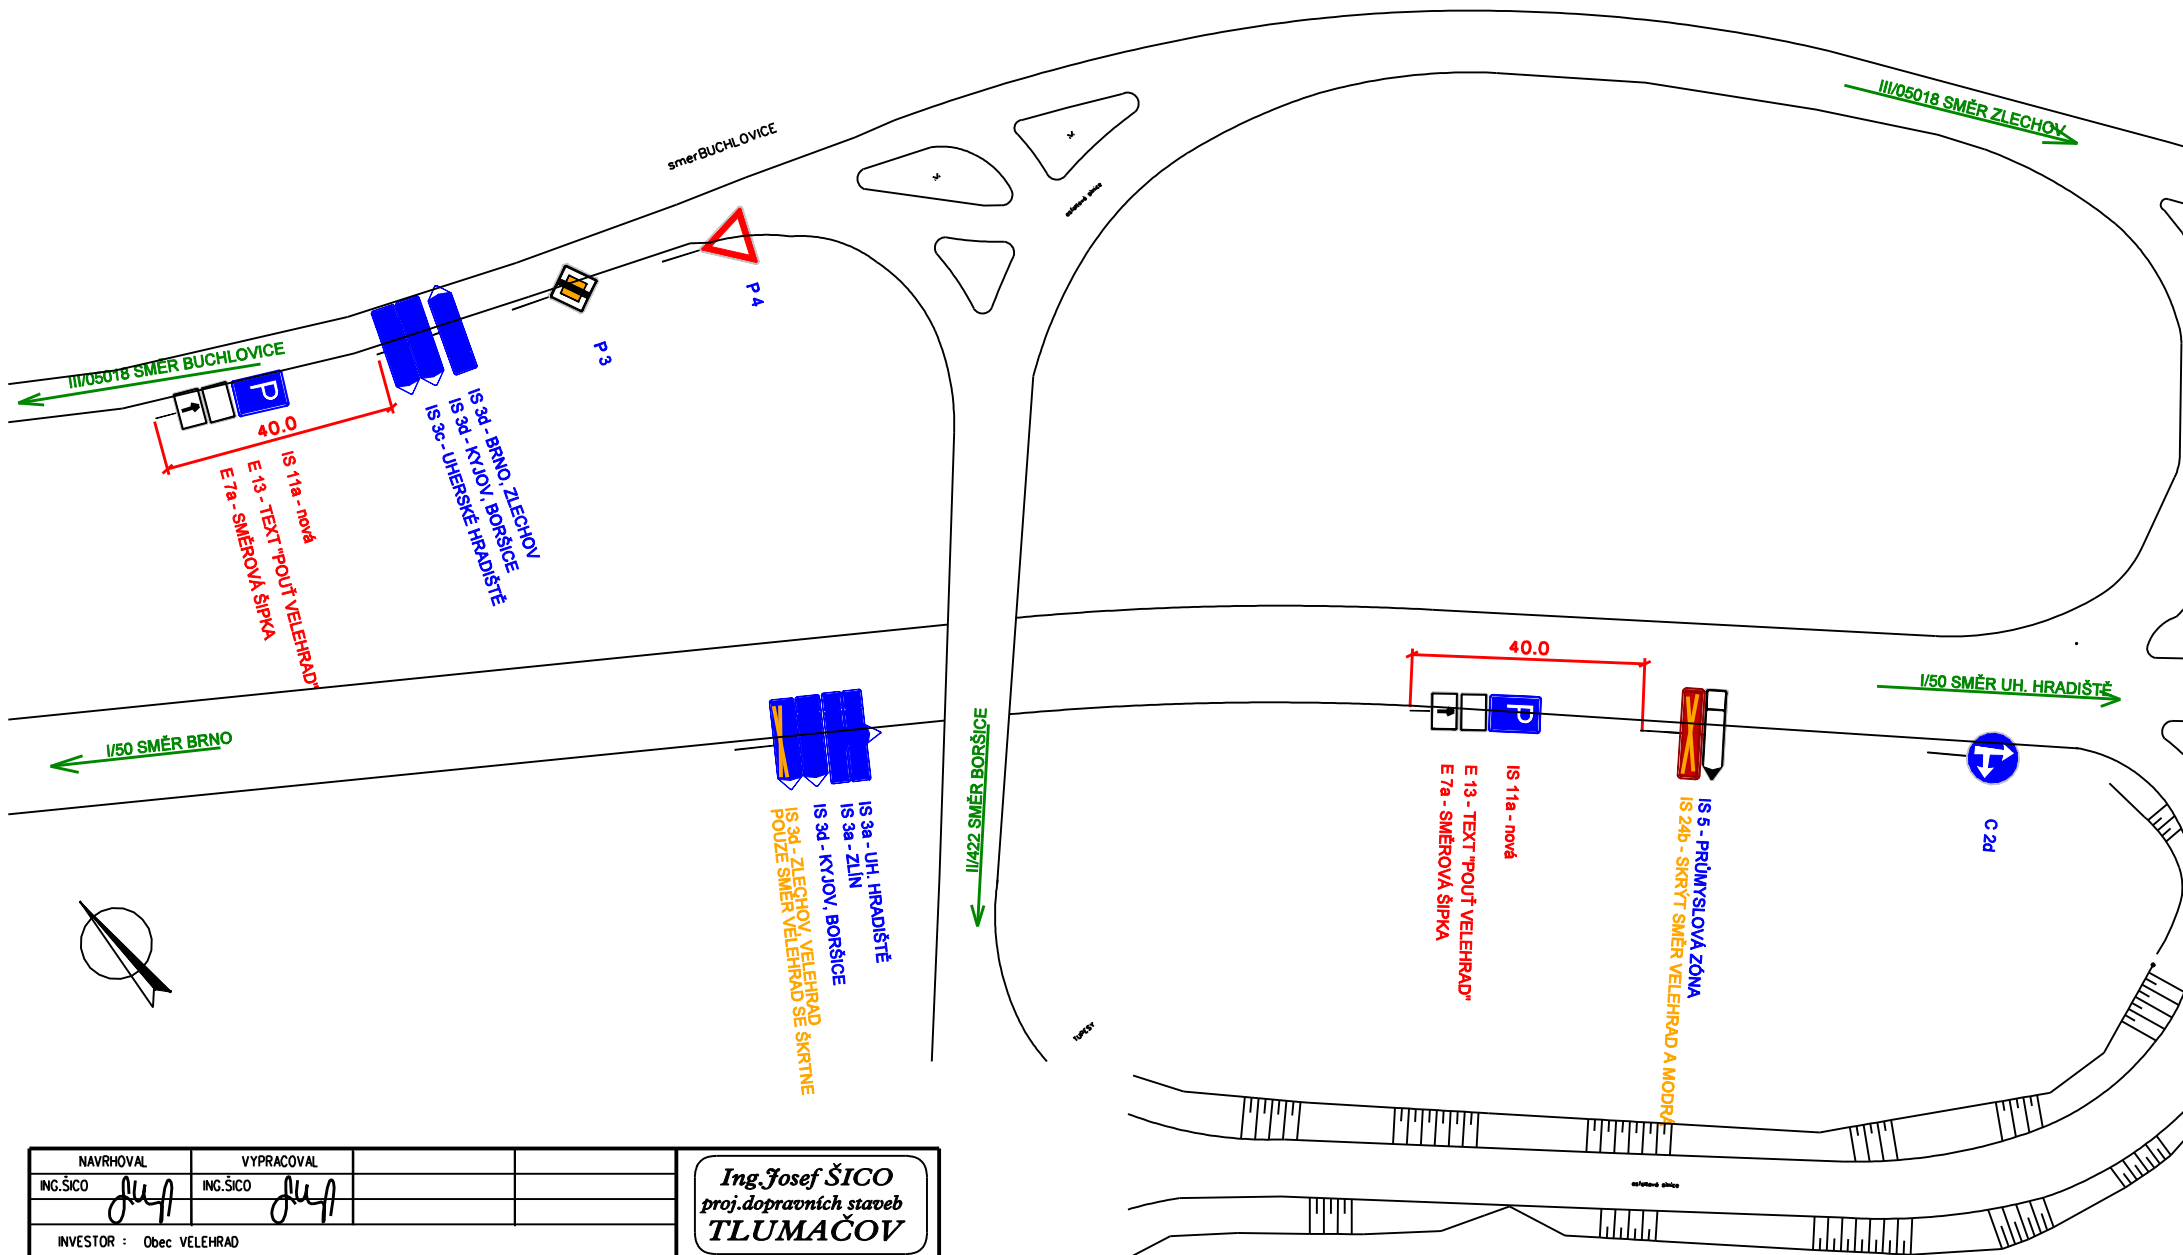 III/05018 SMĚR ZLECHOV
smerBUCHLOVICE
asfaltová silnice
P 4
P 3
III/05018 SMĚR BUCHLOVICE
P
40.0
IS 3d - BRNO, ZLECHOV
IS 3d - KYJOV, BORŠICE
IS 3c - UHERSKÉ HRADIŠTĚ
IS 11a - nová
E 13 - TEXT "POUŤ VELEHRAD"
E 7a - SMĚROVÁ ŠIPKA
40.0
I/50 SMĚR UH. HRADIŠTĚ
P
I/50 SMĚR BRNO
II/422 SMĚR BORŠICE
IS 3a - UH. HRADIŠTĚ
IS 3a - ZLÍN
IS 3d - KYJOV, BORŠICE
IS 3d - ZLECHOV, VELEHRAD
POUZE SMĚR VELEHRAD SE ŠKRTNE
IS 11a - nová
E 13 - TEXT "POUŤ VELEHRAD"
E 7a - SMĚROVÁ ŠIPKA
IS 5 - PRŮMYSLOVÁ ZÓNA
IS 24b - SKRÝT SMĚR VELEHRAD A MODRÁ
C 2d
TUPESY
asfaltová silnice
NAVRHOVAL VYPRACOVAL
ING.ŠICO ING.ŠICO
INVESTOR : Obec VELEHRAD
Ing.Josef ŠICO
proj.dopravních staveb
TLUMAČOV